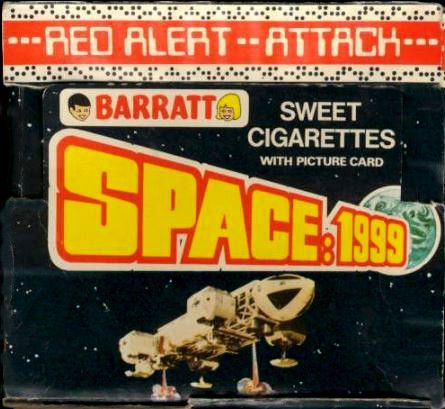 ---RED ALERT--ATTACK---
BARRATT
SWEET
CIGARETTES
WITH PICTURE CARD
SPACE:1999